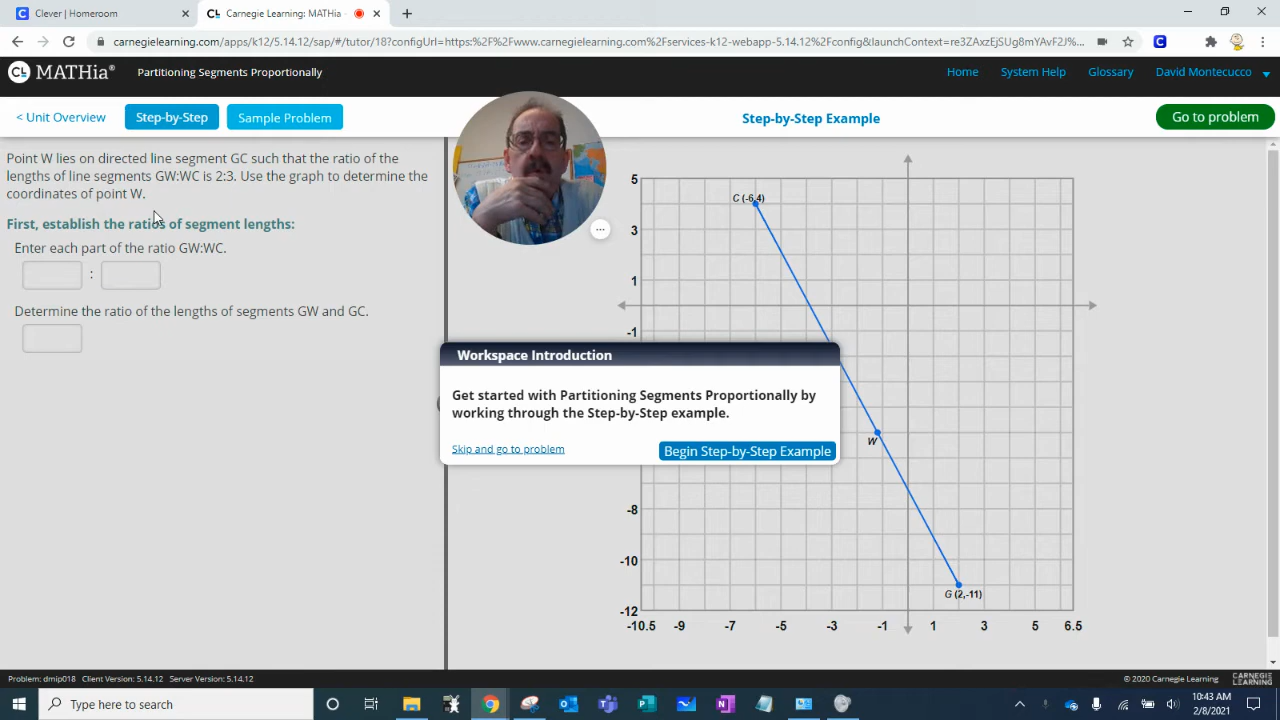 Clever | Homeroom
Carnegie Learning: MATHia
carnegielearning.com/apps/k12/5.14.12/sap/#/tutor/18?configUrl=https:%2F%2Fwww.carnegielearning.com%2Fservices-k12-webapp-5.14.12%2Fconfig&launchContext=re3ZAxzEjSUg8mYAvF2J%...
CL MATHia® Partitioning Segments Proportionally Home System Help Glossary David Montecucco
< Unit Overview Step-by-Step Sample Problem Step-by-Step Example Go to problem
Point W lies on directed line segment GC such that the ratio of the
lengths of line segments GW:WC is 2:3. Use the graph to determine the
coordinates of point W.
First, establish the ratios of segment lengths:
Enter each part of the ratio GW:WC.
:
Determine the ratio of the lengths of segments GW and GC.
Workspace Introduction
Get started with Partitioning Segments Proportionally by
working through the Step-by-Step example.
Skip and go to problem Begin Step-by-Step Example
5
C (-6,4)
3
1
-1
W
-8
-10
G (2,-11)
-12
-10.5 -9 -7 -5 -3 -1 1 3 5 6.5
Problem: dmip018 Client Version: 5.14.12 Server Version: 5.14.12 © 2020 Carnegie Learning CARNEGIE
LEARNING
Type here to search
10:43 AM
2/8/2021